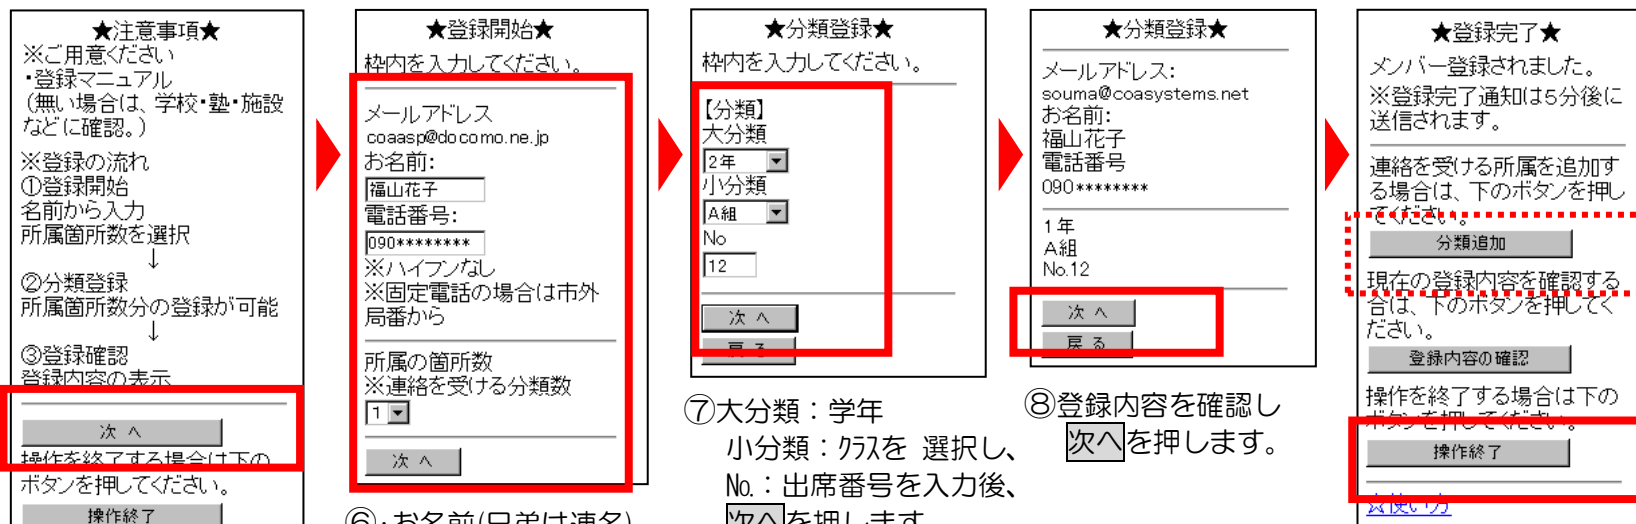 ★注意事項★
※ご用意ください
・登録マニュアル
(無い場合は、学校・塾・施設
などに確認。)
※登録の流れ
①登録開始
名前から入力
所属箇所数を選択
↓
②分類登録
所属箇所数分の登録が可能
↓
③登録確認
登録内容の表示
次 へ
操作を終了する場合は下の
ボタンを押してください。
操作終了
★登録開始★
枠内を入力してください。
メールアドレス
coaasp@docomo.ne.jp
お名前:
福山花子
電話番号:
090********
※ハイフンなし
※固定電話の場合は市外
局番から
所属の箇所数
※連絡を受ける分類数
1
次 へ
⑥・お名前(兄弟は連名)
★分類登録★
枠内を入力してください。
【分類】
大分類
2年
小分類
A組
No
12
次 へ
戻 る
⑦大分類：学年
小分類：クラスを 選択し、
No.：出席番号を入力後、
次へを押します
★分類登録★
メールアドレス:
souma@coasystems.net
お名前:
福山花子
電話番号
090********
1年
A組
No.12
次 へ
戻 る
⑧登録内容を確認し
次へを押します。
★登録完了★
メンバー登録されました。
※登録完了通知は5分後に
送信されます。
連絡を受ける所属を追加す
る場合は、下のボタンを押し
てください。
分類追加
現在の登録内容を確認する
合は、下のボタンを押してく
ださい。
登録内容の確認
操作を終了する場合は下の
ボタンを押してください。
操作終了
☆使い方